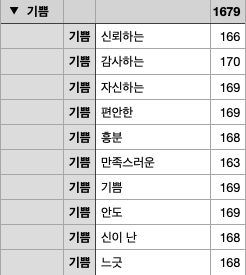 ▼ 기쁨 1679
기쁨 신뢰하는 166
기쁨 감사하는 170
기쁨 자신하는 169
기쁨 편안한 169
기쁨 흥분 168
기쁨 만족스러운 163
기쁨 기쁨 169
기쁨 안도 169
기쁨 신이 난 168
기쁨 느긋 168